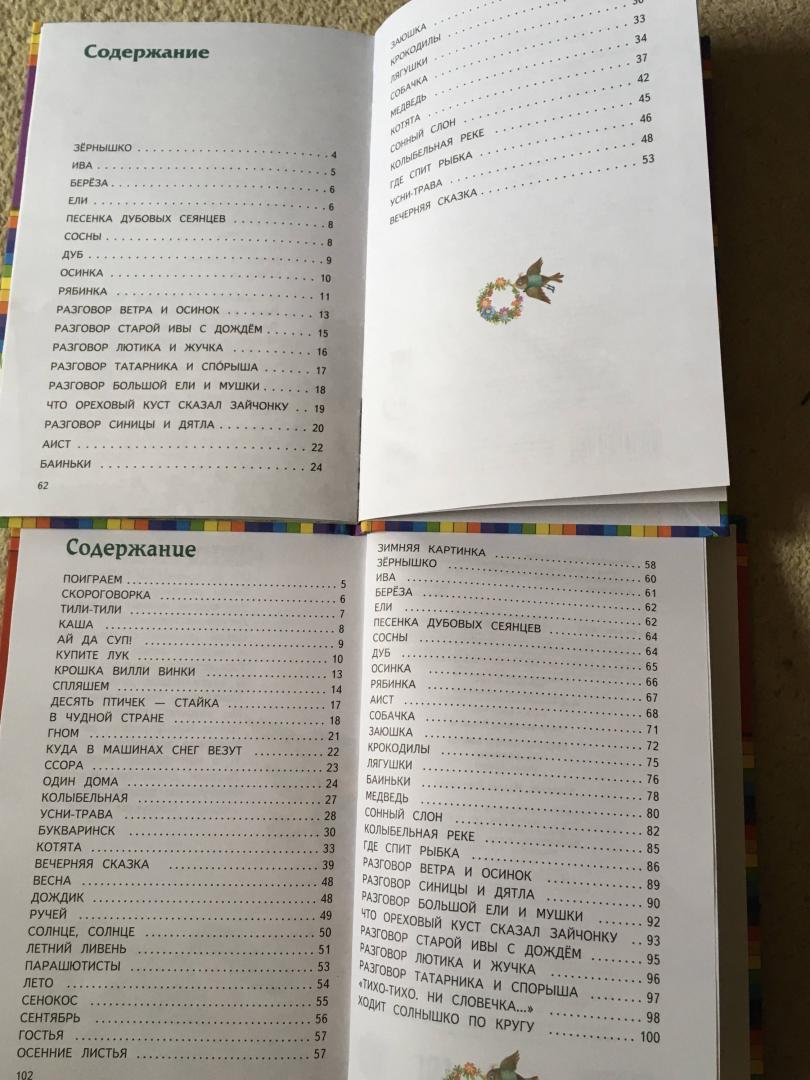 Содержание
ЗЁРНЫШКО . . . 4
ИВА . . . 5
БЕРЁЗА . . . 6
ЕЛИ . . . 6
ПЕСЕНКА ДУБОВЫХ СЕЯНЦЕВ . . . 8
СОСНЫ . . . 8
ДУБ . . . 9
ОСИНКА . . . 10
РЯБИНКА . . . 11
РАЗГОВОР ВЕТРА И ОСИНОК . . . 13
РАЗГОВОР СТАРОЙ ИВЫ С ДОЖДЁМ . . . 15
РАЗГОВОР ЛЮТИКА И ЖУЧКА . . . 16
РАЗГОВОР ТАТАРНИКА И СПО́РЫША . . . 17
РАЗГОВОР БОЛЬШОЙ ЕЛИ И МУШКИ . . . 18
ЧТО ОРЕХОВЫЙ КУСТ СКАЗАЛ ЗАЙЧОНКУ . . 19
РАЗГОВОР СИНИЦЫ И ДЯТЛА . . . 20
АИСТ . . . 22
БАИНЬКИ . . . 24
62
ЗАЮШКА . . .
КРОКОДИЛЫ . . .
ЛЯГУШКИ . . . 30
СОБАЧКА . . . 33
МЕДВЕДЬ . . . 34
КОТЯТА . . . 37
СОННЫЙ СЛОН . . . 42
КОЛЫБЕЛЬНАЯ РЕКЕ . . . 45
ГДЕ СПИТ РЫБКА . . . 46
УСНИ-ТРАВА . . . 48
ВЕЧЕРНЯЯ СКАЗКА . . . 53
Содержание
ПОИГРАЕМ . . . 5
СКОРОГОВОРКА . . . 6
ТИЛИ-ТИЛИ . . . 7
КАША . . . 8
АЙ ДА СУП! . . . 9
КУПИТЕ ЛУК . . . 10
КРОШКА ВИЛЛИ ВИНКИ . . . 13
СПЛЯШЕМ . . . 14
ДЕСЯТЬ ПТИЧЕК — СТАЙКА . . . 17
В ЧУДНОЙ СТРАНЕ . . . 18
ГНОМ . . . 21
КУДА В МАШИНАХ СНЕГ ВЕЗУТ . . . 22
ССОРА . . . 23
ОДИН ДОМА . . . 24
КОЛЫБЕЛЬНАЯ . . . 27
УСНИ-ТРАВА . . . 28
БУКВАРИНСК . . . 30
КОТЯТА . . . 33
ВЕЧЕРНЯЯ СКАЗКА . . . 39
ВЕСНА . . . 48
ДОЖДИК . . . 48
РУЧЕЙ . . . 49
СОЛНЦЕ, СОЛНЦЕ . . . 50
ЛЕТНИЙ ЛИВЕНЬ . . . 51
ПАРАШЮТИСТЫ . . . 53
ЛЕТО . . . 54
СЕНОКОС . . . 55
СЕНТЯБРЬ . . . 56
ГОСТЬЯ . . . 57
ОСЕННИЕ ЛИСТЬЯ . . . 57
102
ЗИМНЯЯ КАРТИНКА . . . 58
ЗЁРНЫШКО . . . 60
ИВА . . . 61
БЕРЁЗА . . . 62
ЕЛИ . . . 62
ПЕСЕНКА ДУБОВЫХ СЕЯНЦЕВ . . . 64
СОСНЫ . . . 64
ДУБ . . . 65
ОСИНКА . . . 66
РЯБИНКА . . . 67
АИСТ . . . 68
СОБАЧКА . . . 71
ЗАЮШКА . . . 72
КРОКОДИЛЫ . . . 75
ЛЯГУШКИ . . . 76
БАИНЬКИ . . . 78
МЕДВЕДЬ . . . 80
СОННЫЙ СЛОН . . . 82
КОЛЫБЕЛЬНАЯ РЕКЕ . . . 85
ГДЕ СПИТ РЫБКА . . . 86
РАЗГОВОР ВЕТРА И ОСИНОК . . . 89
РАЗГОВОР СИНИЦЫ И ДЯТЛА . . . 90
РАЗГОВОР БОЛЬШОЙ ЕЛИ И МУШКИ . . . 92
ЧТО ОРЕХОВЫЙ КУСТ СКАЗАЛ ЗАЙЧОНКУ . . 93
РАЗГОВОР СТАРОЙ ИВЫ С ДОЖДЁМ . . . 95
РАЗГОВОР ЛЮТИКА И ЖУЧКА . . . 96
РАЗГОВОР ТАТАРНИКА И СПОРЫША . . . 97
«ТИХО-ТИХО. НИ СЛОВЕЧКА...» . . . 98
ХОДИТ СОЛНЫШКО ПО КРУГУ . . . 100